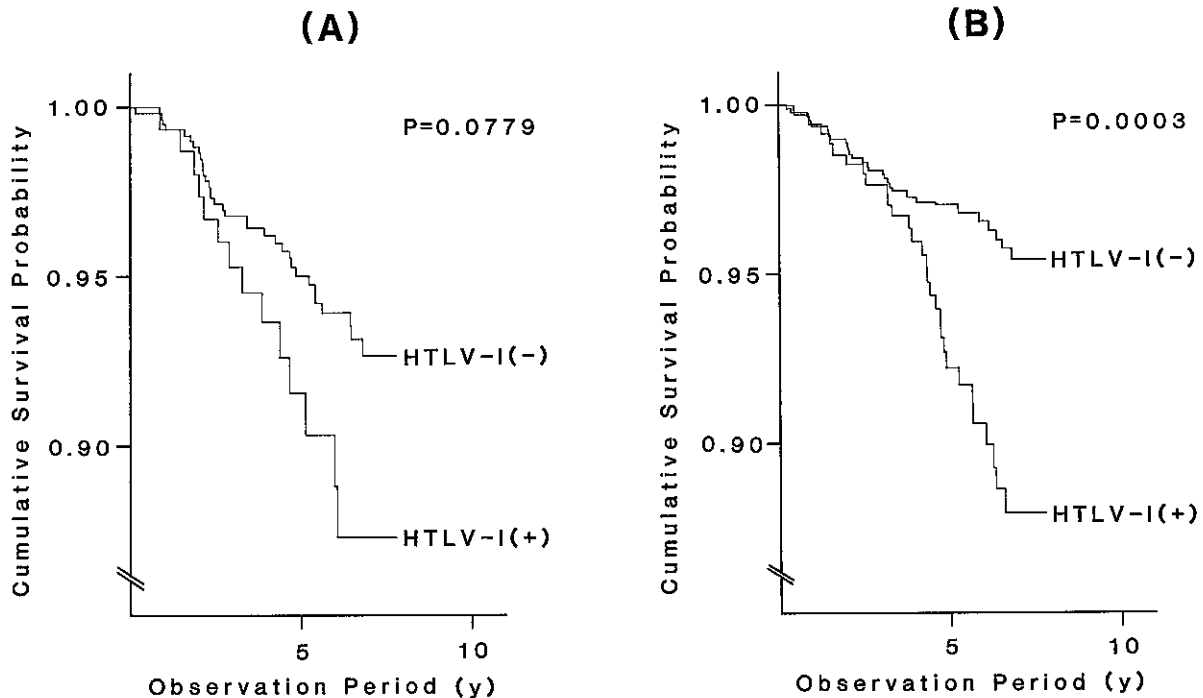 (A)
Cumulative Survival Probability
1.00
0.95
0.90
P=0.0779
HTLV-I(-)
HTLV-I(+)
5
10
Observation Period (y)
(B)
Cumulative Survival Probability
1.00
0.95
0.90
P=0.0003
HTLV-I(-)
HTLV-I(+)
5
10
Observation Period (y)